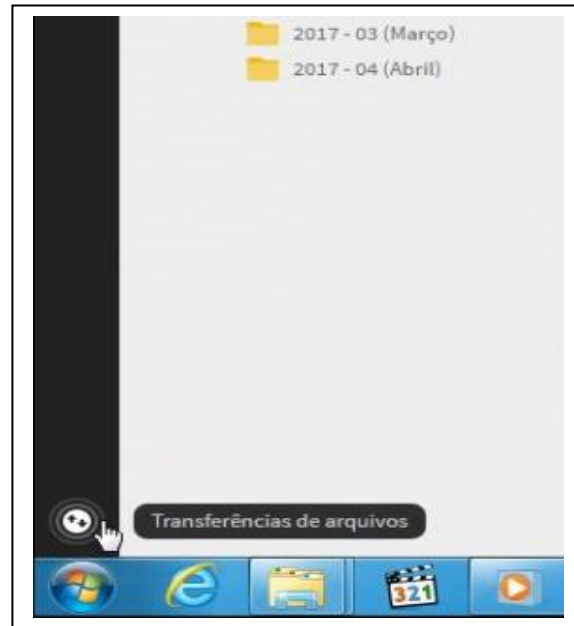 2017 - 03 (Março)
2017 - 04 (Abril)
Transferências de arquivos
321